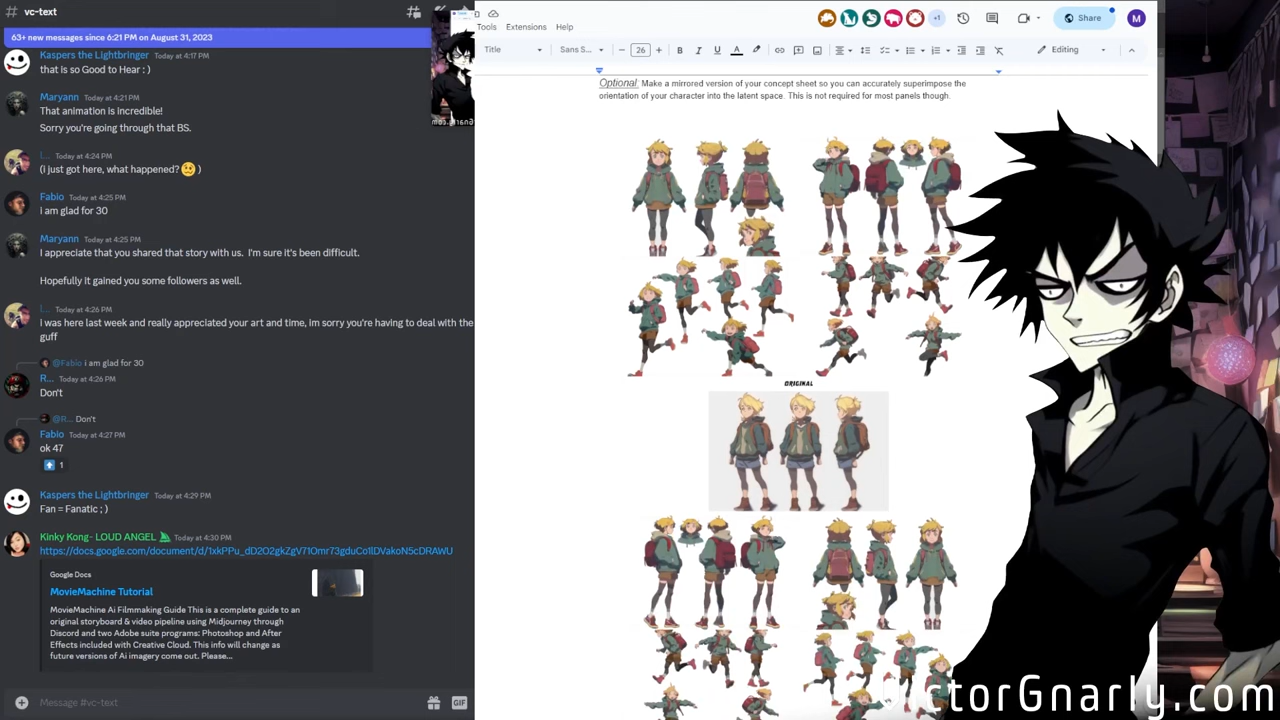 vc-text
63+ new messages since 6:21 PM on August 31, 2023
Kaspers the Lightbringer Today at 4:17 PM
that is so Good to Hear : )
Maryann Today at 4:21 PM
That animation is incredible!
Sorry you're going through that BS.
I... Today at 4:24 PM
(i just got here, what happened? )
Fabio Today at 4:25 PM
i am glad for 30
Maryann Today at 4:25 PM
I appreciate that you shared that story with us. I'm sure it's been difficult.
Hopefully it gained you some followers as well.
I... Today at 4:26 PM
i was here last week and really appreciated your art and time, im sorry you're having to deal with the
guff
@Fabio i am glad for 30
R... Today at 4:26 PM
Don't
@R... Don't
Fabio Today at 4:27 PM
ok 47
1
Kaspers the Lightbringer Today at 4:29 PM
Fan = Fanatic ; )
Kinky Kong- LOUD ANGEL Today at 4:30 PM
Google Docs
MovieMachine Tutorial
MovieMachine Ai Filmmaking Guide This is a complete guide to an
original storyboard & video pipeline using Midjourney through
Discord and two Adobe suite programs: Photoshop and After
Effects included with Creative Cloud. This info will change as
future versions of Ai imagery come out. Please...
Message #vc-text
GIF
Tools Extensions Help
+1
Share
M
Title Sans S... 26 B I U A Editing
Optional: Make a mirrored version of your concept sheet so you can accurately superimpose the
orientation of your character into the latent space. This is not required for most panels though.
ORIGINAL
VictorGnarly.com